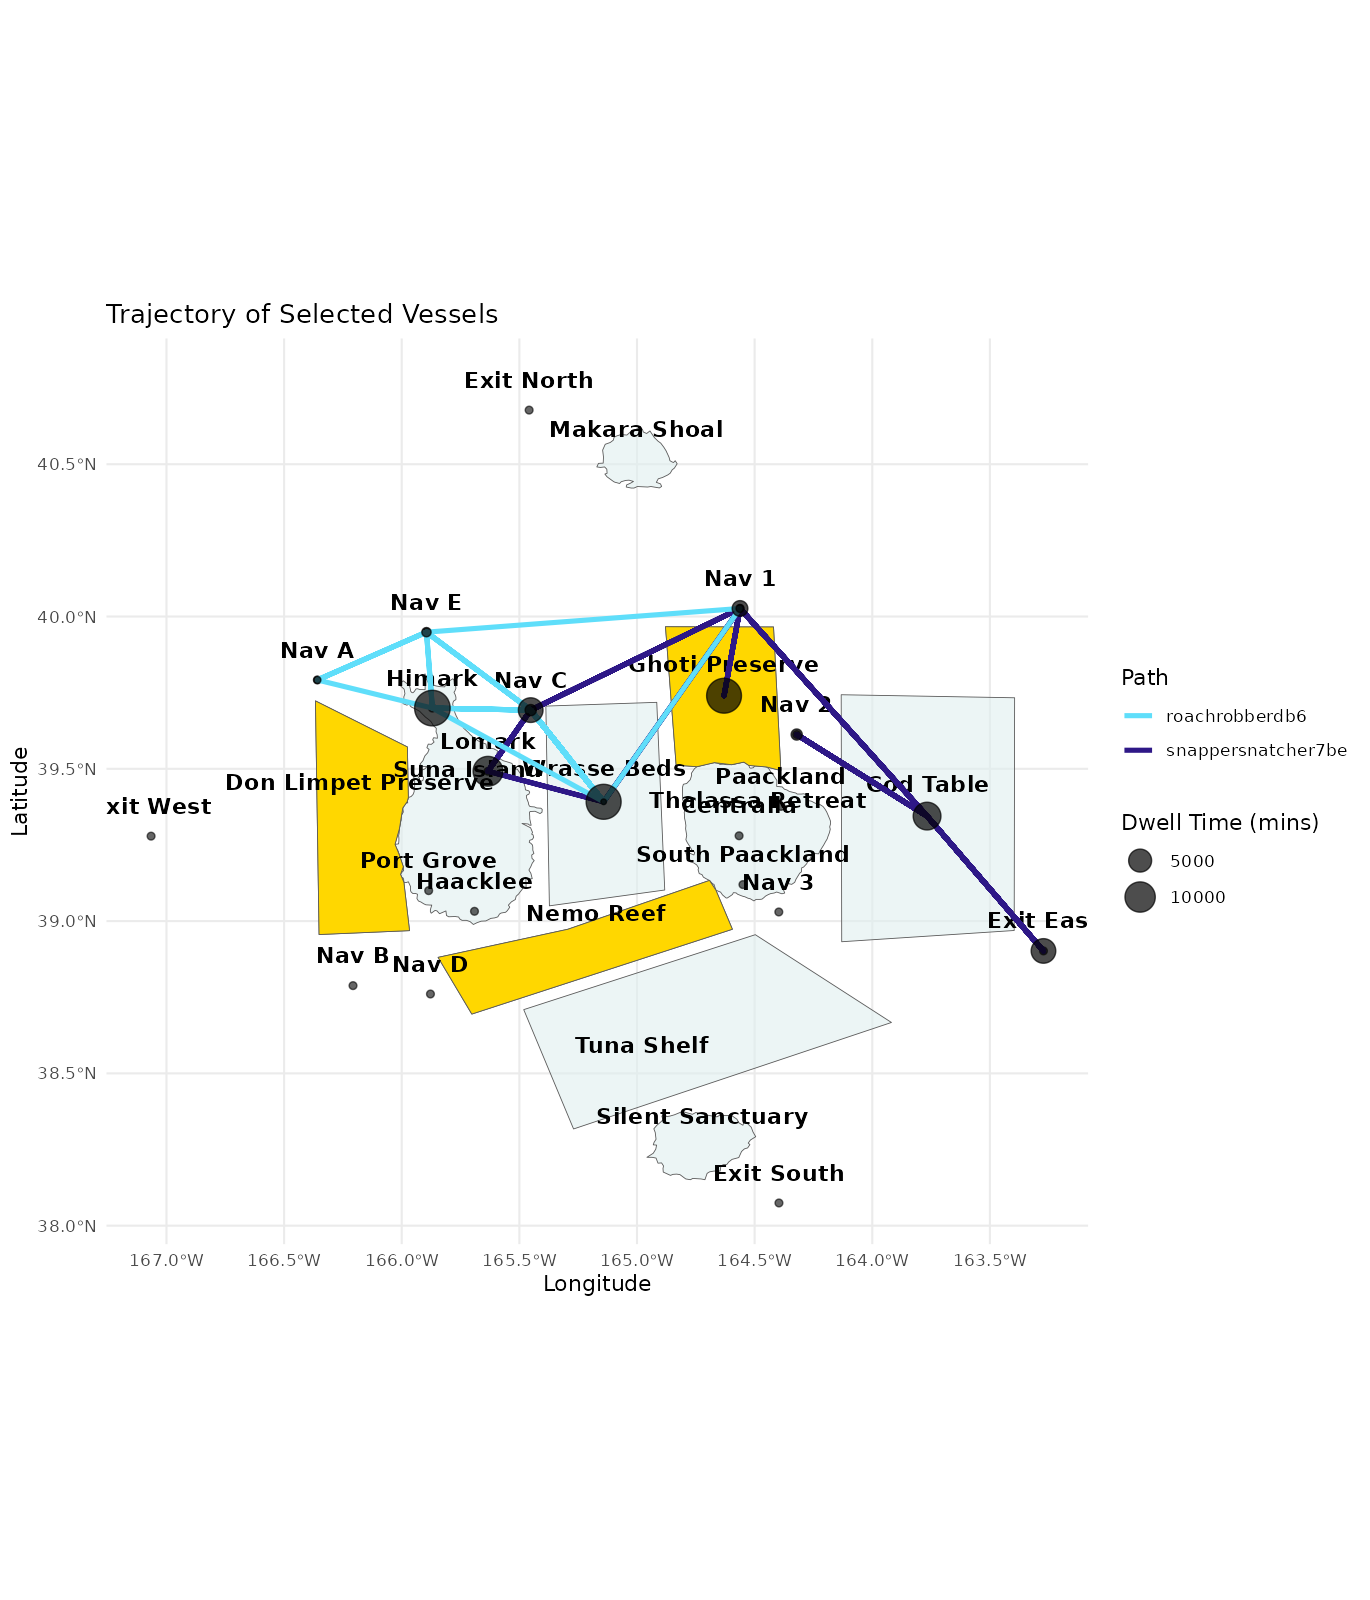 Trajectory of Selected Vessels
Exit North
Makara Shoal
40.5°N
Nav 1
Nav E
40.0°N
Nav A
Ghoti Preserve
Himark
Nav C
Nav 2
Lomark
Suna Island
Wrasse Beds
39.5°N
Paackland
Don Limpet Preserve
Cod Table
Thalassa Retreat
Centralia
xit West
South Paackland
Port Grove
Haacklee
Nav 3
Nemo Reef
39.0°N
Exit Eas
Nav B
Nav D
Tuna Shelf
38.5°N
Silent Sanctuary
Exit South
38.0°N
167.0°W 166.5°W 166.0°W 165.5°W 165.0°W 164.5°W 164.0°W 163.5°W
Longitude
Latitude
Path
roachrobberdb6
snappersnatcher7be
Dwell Time (mins)
5000
10000